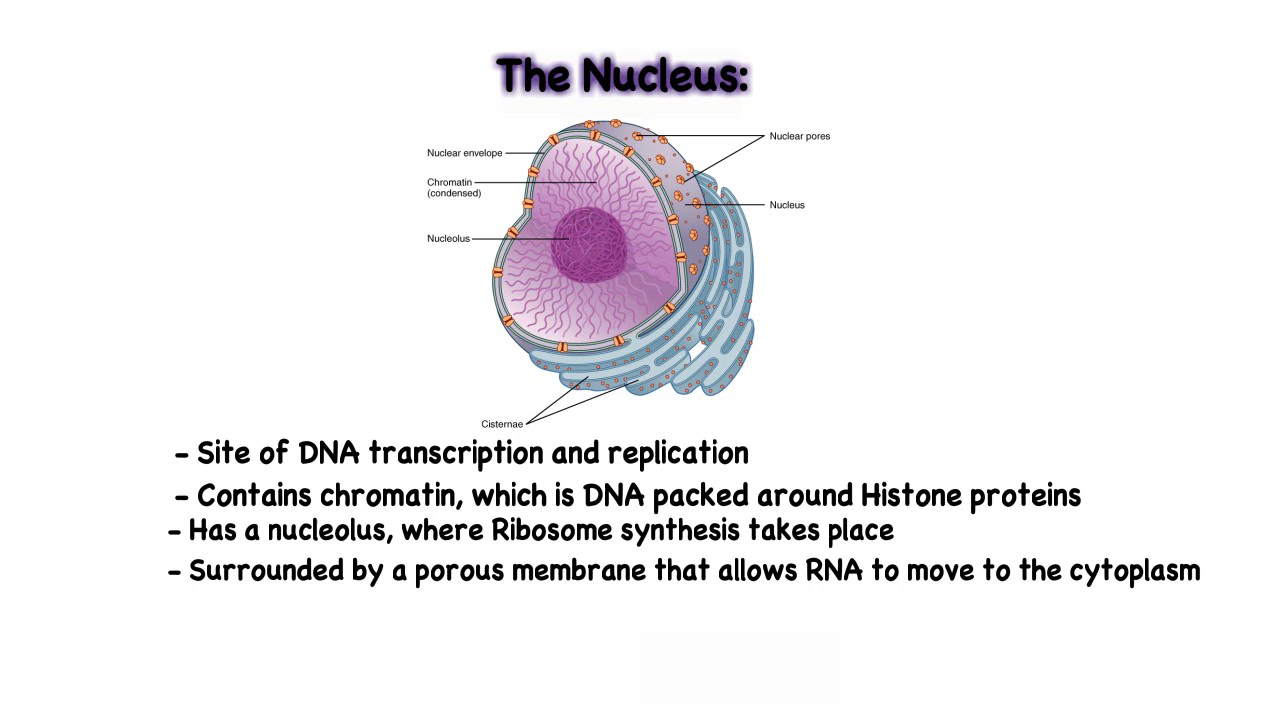 The Nucleus:
Nuclear pores
Nuclear envelope
Chromatin
(condensed)
Nucleus
Nucleolus
Cisternae
- Site of DNA transcription and replication
- Contains chromatin, which is DNA packed around Histone proteins
- Has a nucleolus, where Ribosome synthesis takes place
- Surrounded by a porous membrane that allows RNA to move to the cytoplasm